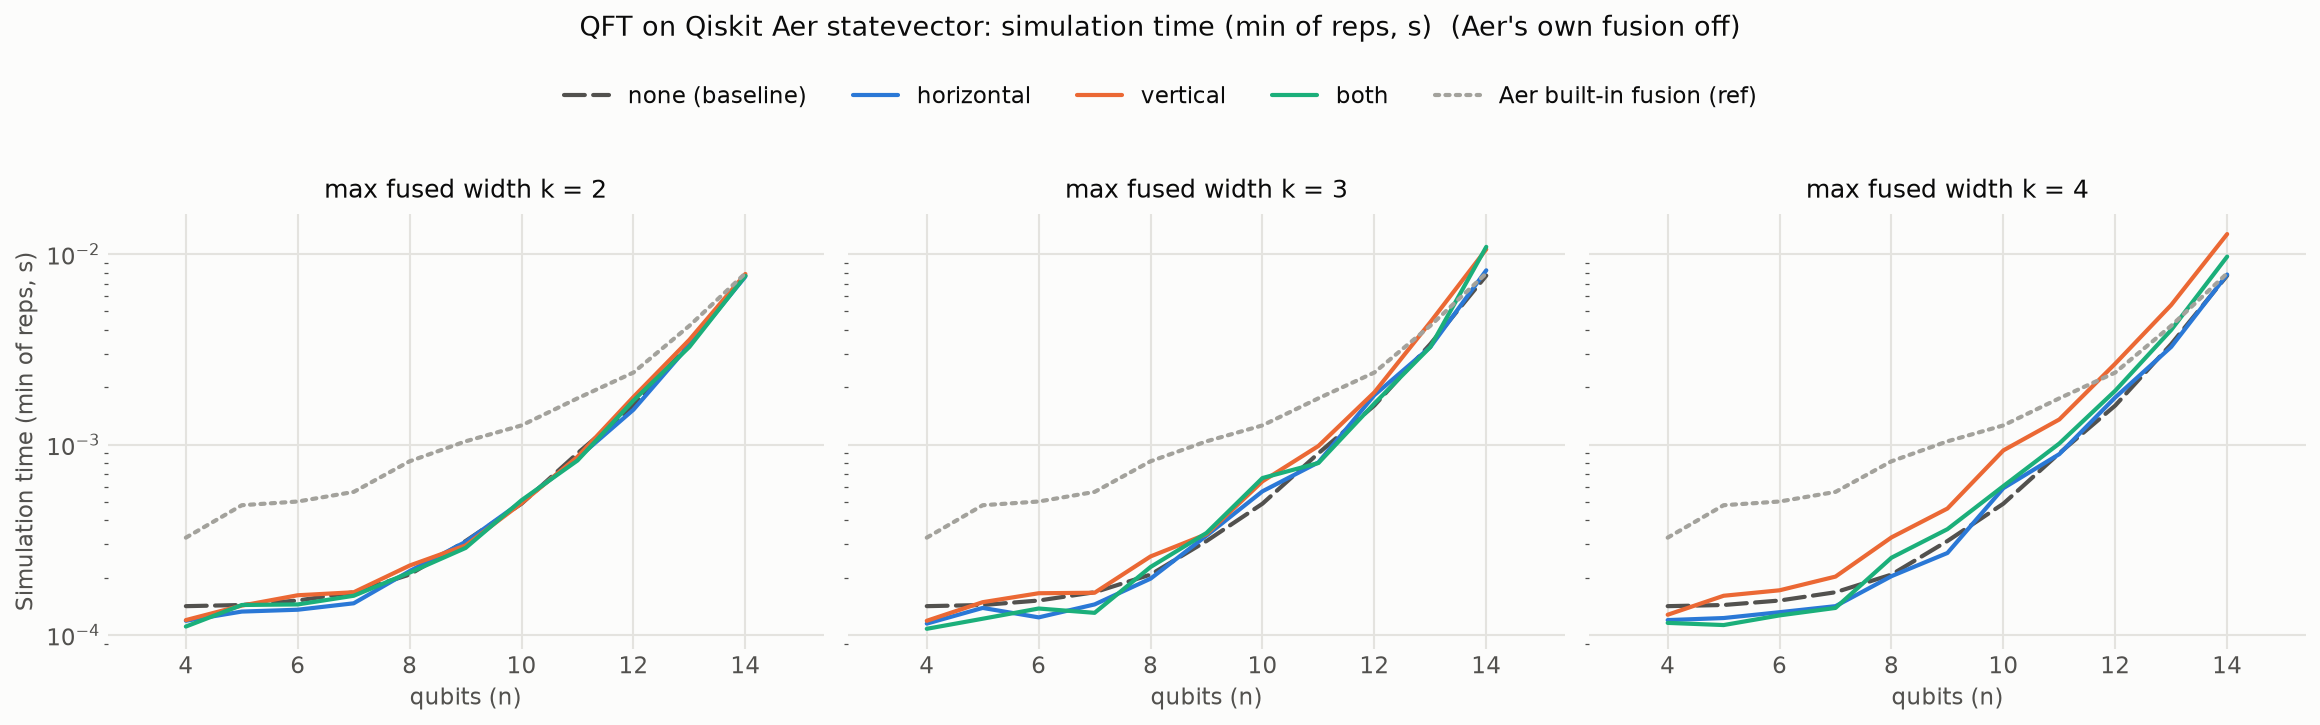 QFT on Qiskit Aer statevector: simulation time (min of reps, s)  (Aer's own fusion off)
none (baseline)  horizontal  vertical  both  Aer built-in fusion (ref)
max fused width k = 2
max fused width k = 3
max fused width k = 4
Simulation time (min of reps, s)
10⁻²
10⁻³
10⁻⁴
4 6 8 10 12 14
4 6 8 10 12 14
4 6 8 10 12 14
qubits (n)
qubits (n)
qubits (n)